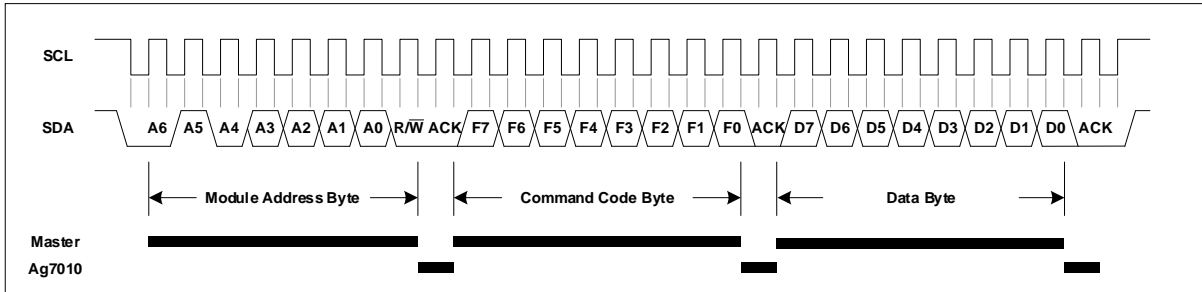 SCL
SDA A6 A5 A4 A3 A2 A1 A0 R/W̅ ACK F7 F6 F5 F4 F3 F2 F1 F0 ACK D7 D6 D5 D4 D3 D2 D1 D0 ACK
Module Address Byte Command Code Byte Data Byte
Master
Ag7010